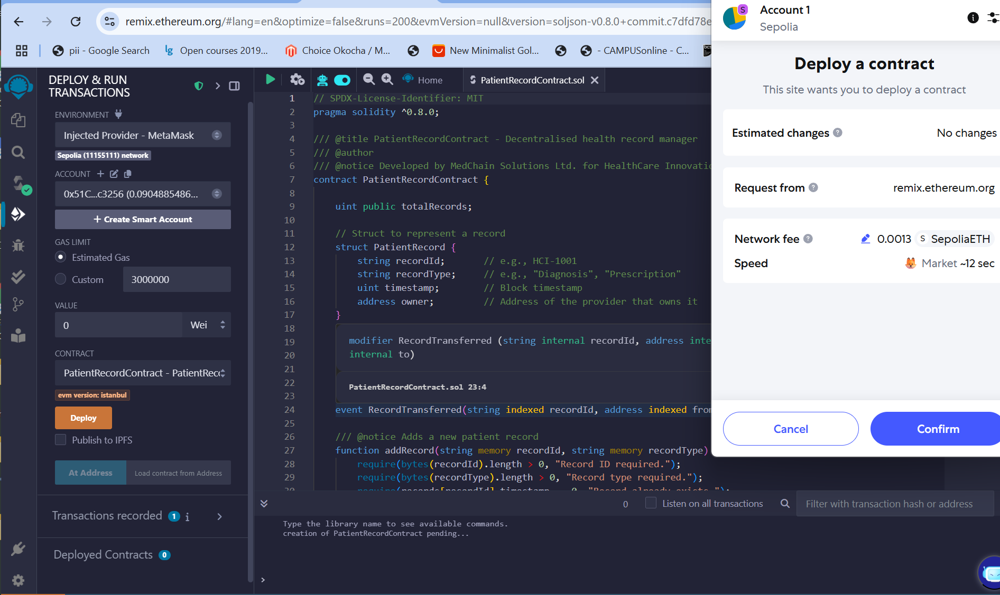 remix.ethereum.org/#lang=en&optimize=false&runs=200&evmVersion=null&version=soljson-v0.8.0+commit.c7dfd78e
pii - Google Search
lg Open courses 2019...
Choice Okocha / M...
New Minimalist Gol...
- CAMPUSonline - C...
bcs
DEPLOY & RUN
TRANSACTIONS
ENVIRONMENT
Injected Provider - MetaMask
Sepolia (11155111) network
ACCOUNT
0x51C...c3256 (0.0904885486...
+ Create Smart Account
GAS LIMIT
Estimated Gas
Custom
3000000
VALUE
0
Wei
CONTRACT
PatientRecordContract - PatientRec
evm version: istanbul
Deploy
Publish to IPFS
At Address
Load contract from Address
Transactions recorded 1 i
Deployed Contracts 0
Home
PatientRecordContract.sol
1 // SPDX-License-Identifier: MIT
2 pragma solidity ^0.8.0;
3
4 /// @title PatientRecordContract - Decentralised health record manager
5 /// @author
6 /// @notice Developed by MedChain Solutions Ltd. for HealthCare Innovatio
7 contract PatientRecordContract {
8
9 uint public totalRecords;
10
11 // Struct to represent a record
12 struct PatientRecord {
13 string recordId; // e.g., HCI-1001
14 string recordType; // e.g., "Diagnosis", "Prescription"
15 uint timestamp; // Block timestamp
16 address owner; // Address of the provider that owns it
17 }
18
19 modifier RecordTransferred (string internal recordId, address inte
20 internal to)
21
22
23 PatientRecordContract.sol 23:4
24 event RecordTransferred(string indexed recordId, address indexed from
25
26 /// @notice Adds a new patient record
27 function addRecord(string memory recordId, string memory recordType)
28 require(bytes(recordId).length > 0, "Record ID required.");
29 require(bytes(recordType).length > 0, "Record type required.");
0
Listen on all transactions
Filter with transaction hash or address
Type the library name to see available commands.
creation of PatientRecordContract pending...
>
S
Account 1
Sepolia
Deploy a contract
This site wants you to deploy a contract
Estimated changes ? No changes
Request from ? remix.ethereum.org
Network fee ? 0.0013 S SepoliaETH
Speed Market ~12 sec
Cancel
Confirm